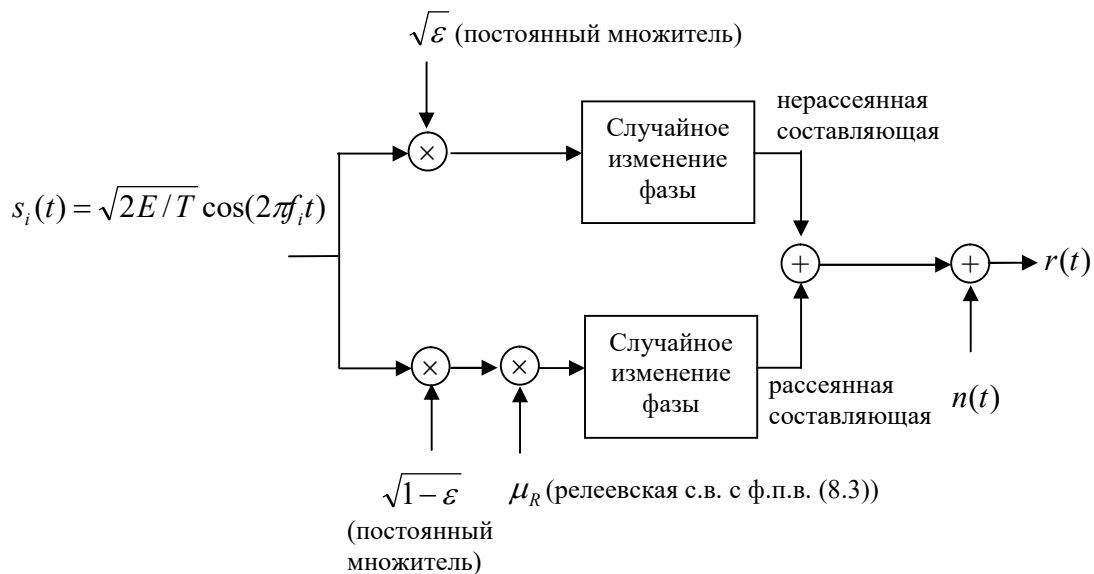 √ε (постоянный множитель)
нерассеянная
составляющая
Случайное
изменение
фазы
×
s_i(t) = √(2E/T) cos(2πf_i t)
+
+
r(t)
Случайное
изменение
фазы
×
×
рассеянная
составляющая
n(t)
√(1 − ε)
(постоянный
множитель)
μ_R (релеевская с.в. с ф.п.в. (8.3))